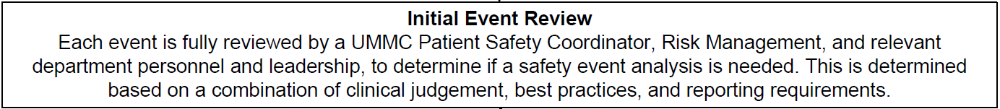 Initial Event Review
Each event is fully reviewed by a UMMC Patient Safety Coordinator, Risk Management, and relevant
department personnel and leadership, to determine if a safety event analysis is needed. This is determined
based on a combination of clinical judgement, best practices, and reporting requirements.